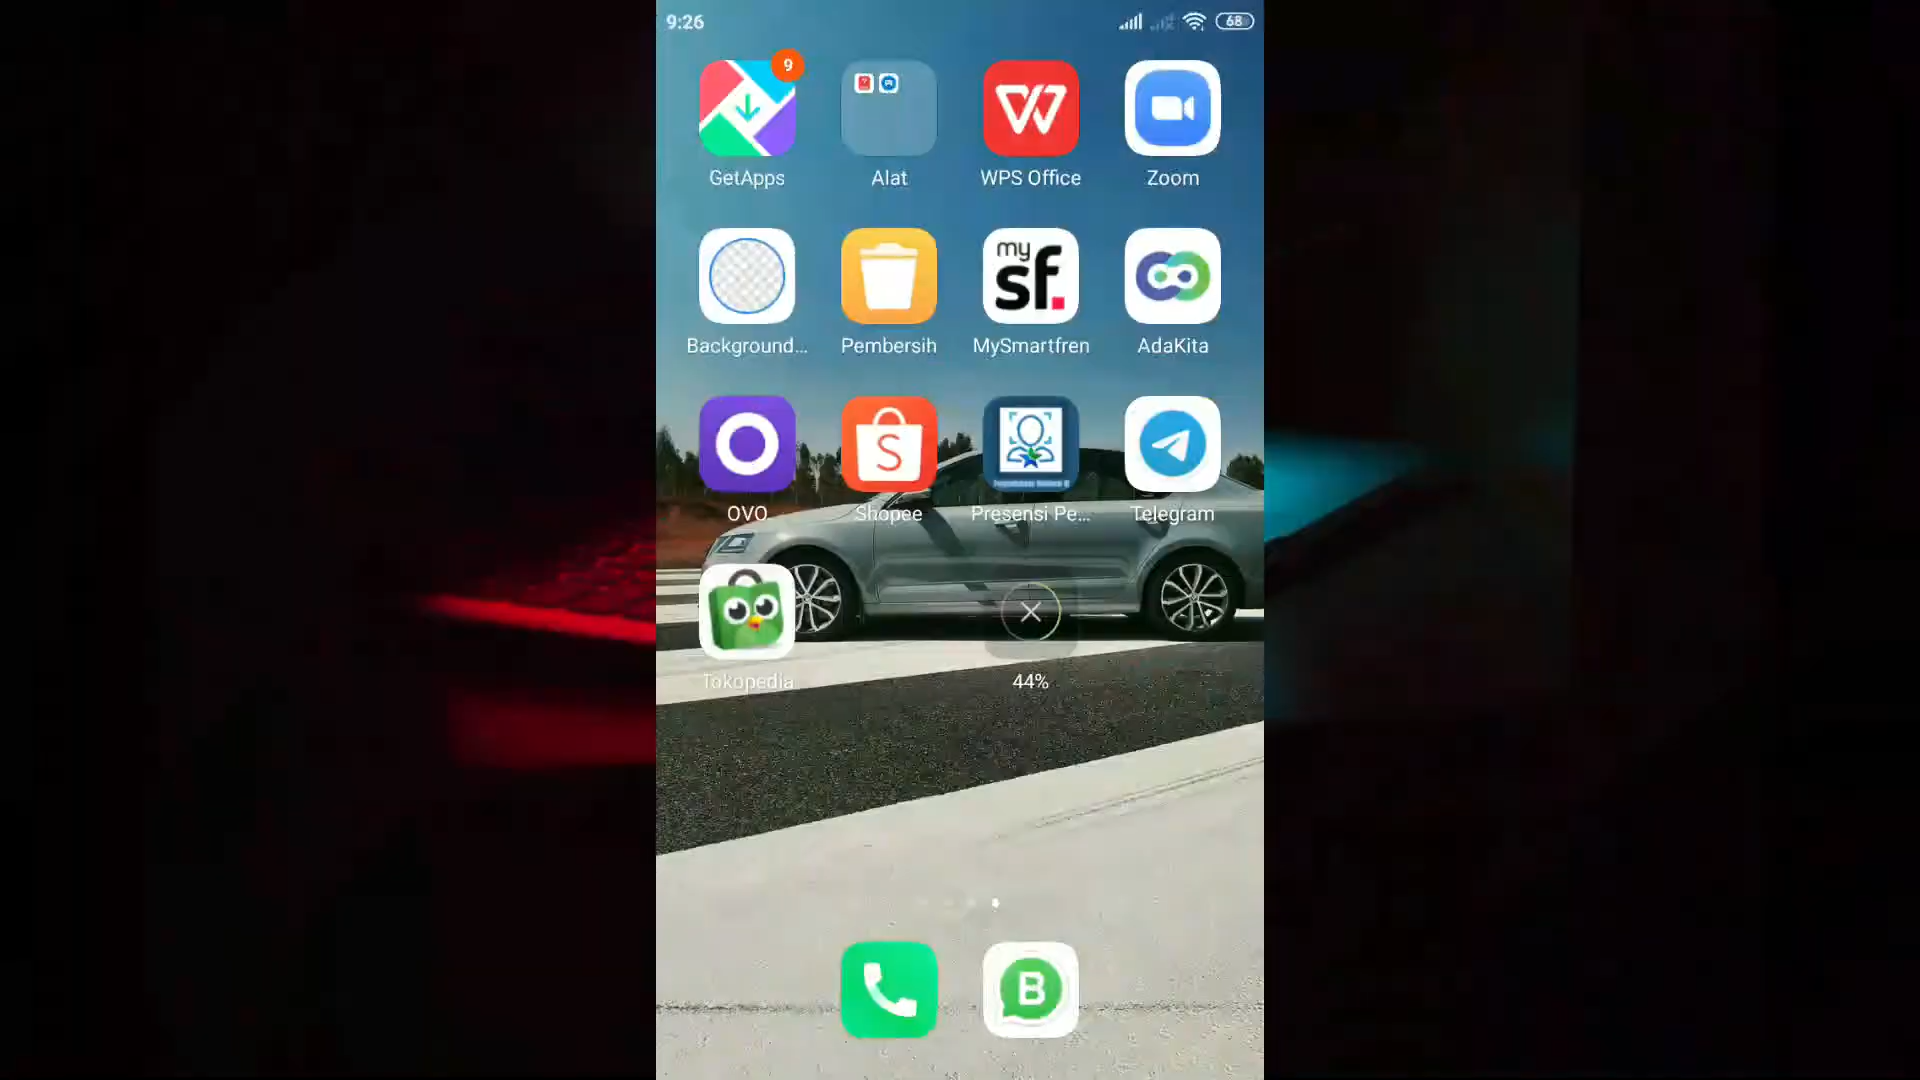 9:26
68
9
GetApps
Alat
WPS Office
Zoom
my
sf.
Background...
Pembersih
MySmartfren
AdaKita
S
OVO
Shopee
Presensi Pe...
Telegram
Tokopedia
44%
B